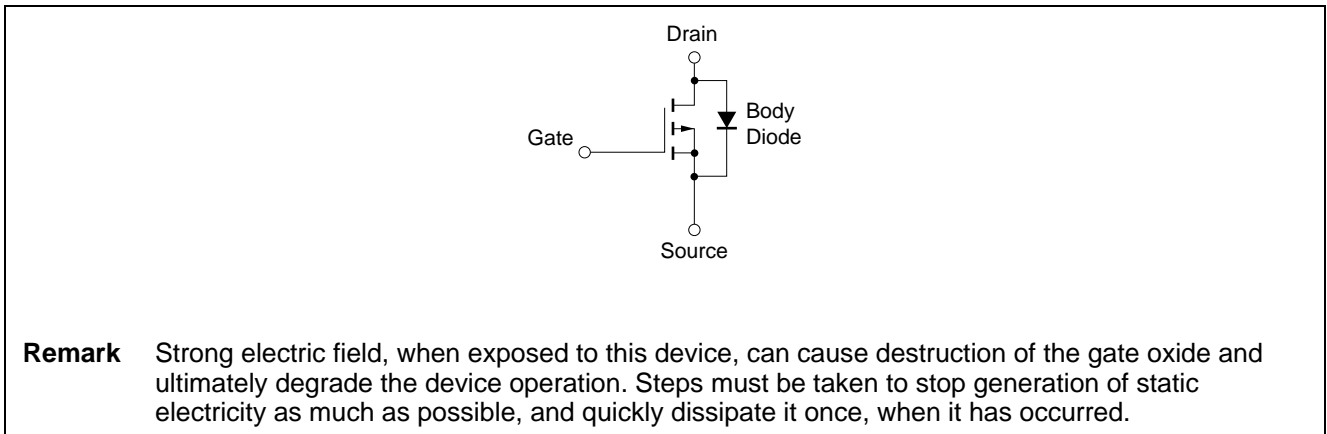 Drain
Body
Diode
Gate
Source
Remark Strong electric field, when exposed to this device, can cause destruction of the gate oxide and
ultimately degrade the device operation. Steps must be taken to stop generation of static
electricity as much as possible, and quickly dissipate it once, when it has occurred.